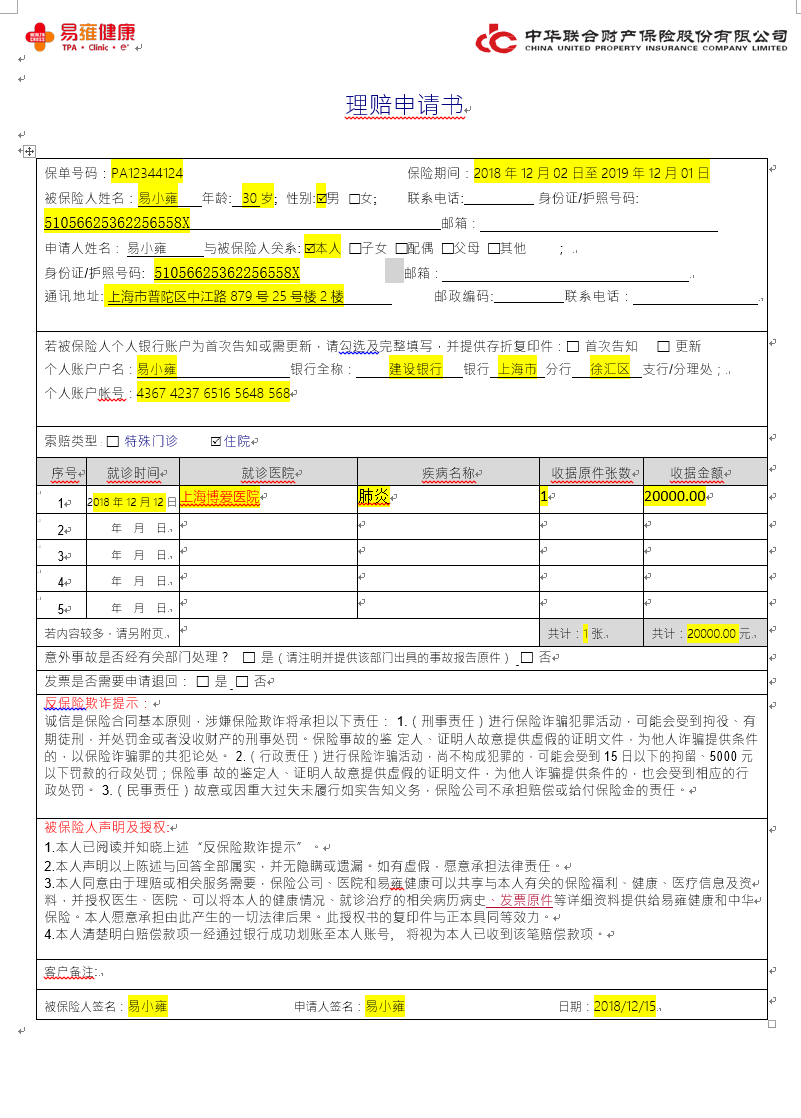 易雍健康
TPA · Clinic · e+
中华联合财产保险股份有限公司
CHINA UNITED PROPERTY INSURANCE COMPANY LIMITED
理赔申请书
保单号码：PA12344124 保险期间：2018 年 12 月 02 日至 2019 年 12 月 01 日
被保险人姓名：易小雍 年龄: 30 岁; 性别:☑男 □女; 联系电话: 身份证/护照号码:
51056625362256558X 邮箱：
申请人姓名：易小雍 与被保险人关系: ☑本人 □子女 □配偶 □父母 □其他 ；
身份证/护照号码: 51056625362256558X 邮箱：
通讯地址: 上海市普陀区中江路 879 号 25 号楼 2 楼 邮政编码: 联系电话：
若被保险人个人银行账户为首次告知或需更新，请勾选及完整填写，并提供存折复印件：□ 首次告知 □ 更新
个人账户户名：易小雍 银行全称： 建设银行 银行 上海市 分行 徐汇区 支行/分理处；
个人账户帐号：4367 4237 6516 5648 568
索赔类型 □ 特殊门诊 ☑住院
序号 就诊时间 就诊医院 疾病名称 收据原件张数 收据金额
1 2018 年 12 月 12 日 上海博爱医院 肺炎 1 20000.00
2 年 月 日
3 年 月 日
4 年 月 日
5 年 月 日
若内容较多，请另附页 共计：1 张 共计：20000.00 元
意外事故是否经有关部门处理？ □ 是（请注明并提供该部门出具的事故报告原件） □ 否
发票是否需要申请退回： □ 是 □ 否
反保险欺诈提示：
诚信是保险合同基本原则，涉嫌保险欺诈将承担以下责任： 1.（刑事责任）进行保险诈骗犯罪活动，可能会受到拘役、有
期徒刑，并处罚金或者没收财产的刑事处罚。保险事故的鉴 定人、证明人故意提供虚假的证明文件，为他人诈骗提供条件
的，以保险诈骗罪的共犯论处。 2.（行政责任）进行保险诈骗活动，尚不构成犯罪的，可能会受到 15 日以下的拘留、5000 元
以下罚款的行政处罚；保险事 故的鉴定人、证明人故意提供虚假的证明文件，为他人诈骗提供条件的，也会受到相应的行
政处罚。 3.（民事责任）故意或因重大过失未履行如实告知义务，保险公司不承担赔偿或给付保险金的责任。
被保险人声明及授权:
1.本人已阅读并知晓上述“反保险欺诈提示”。
2.本人声明以上陈述与回答全部属实，并无隐瞒或遗漏。如有虚假，愿意承担法律责任。
3.本人同意由于理赔或相关服务需要，保险公司、医院和易雍健康可以共享与本人有关的保险福利、健康、医疗信息及资
料，并授权医生、医院、可以将本人的健康情况、就诊治疗的相关病历病史、发票原件等详细资料提供给易雍健康和中华
保险。本人愿意承担由此产生的一切法律后果。此授权书的复印件与正本具同等效力。
4.本人清楚明白赔偿款项一经通过银行成功划账至本人账号， 将视为本人已收到该笔赔偿款项。
客户备注:
被保险人签名：易小雍 申请人签名：易小雍 日期：2018/12/15